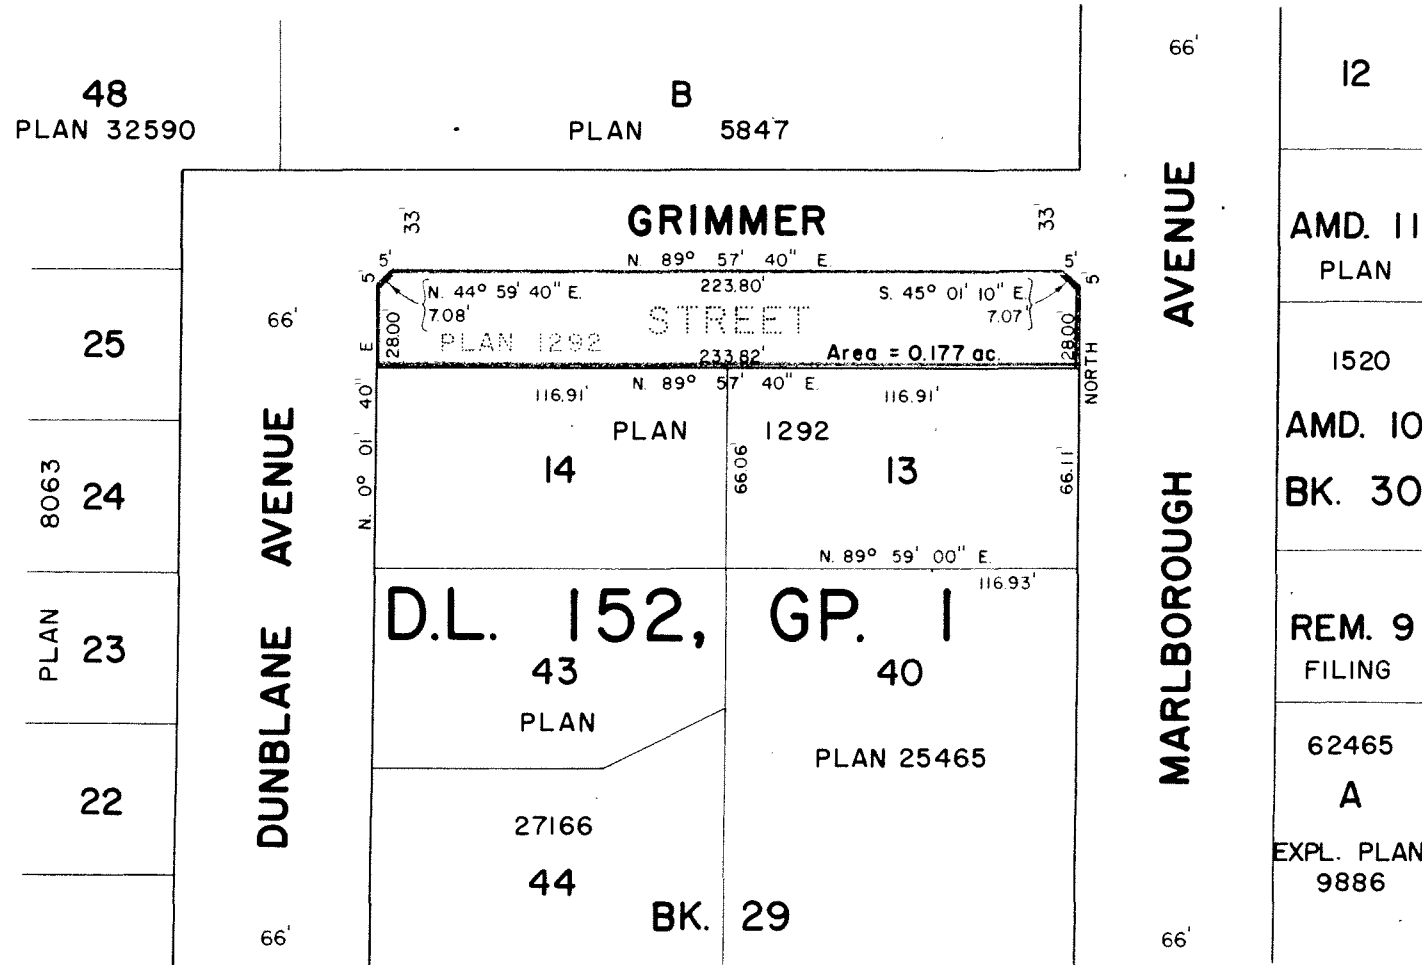 48
PLAN 32590
B
PLAN 5847
66'
12
33'
GRIMMER
33'
AVENUE
AMD. 11
PLAN
5'
5'
N. 89° 57' 40" E.
5'
5'
N. 44° 59' 40" E.
7.08'
223.80'
S. 45° 01' 10" E.
7.07'
66'
28.00'
STREET
PLAN 1292
233.82'
Area = 0.177 ac.
28.00'
25
1520
N. 0° 01' 40" E
N. 89° 57' 40" E.
116.91'
116.91'
NORTH
PLAN 1292
AMD. 10
14
66.06'
13
66.11'
8063
24
BK. 30
DUNBLANE AVENUE
MARLBOROUGH
N. 89° 59' 00" E.
116.93'
D.L. 152, GP. 1
PLAN
23
43
40
REM. 9
FILING
PLAN
PLAN 25465
62465
22
A
27166
EXPL. PLAN
9886
44
BK. 29
66'
66'